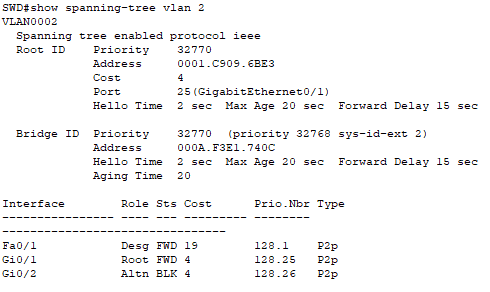 SWD#show spanning-tree vlan 2
VLAN0002
  Spanning tree enabled protocol ieee
  Root ID    Priority    32770
             Address     0001.C909.6BE3
             Cost        4
             Port        25(GigabitEthernet0/1)
             Hello Time  2 sec  Max Age 20 sec  Forward Delay 15 sec

  Bridge ID  Priority    32770  (priority 32768 sys-id-ext 2)
             Address     000A.F3E1.740C
             Hello Time  2 sec  Max Age 20 sec  Forward Delay 15 sec
             Aging Time  20

Interface        Role Sts Cost      Prio.Nbr Type
---------------- ---- --- --------- -------- --------------------------------
Fa0/1            Desg FWD 19        128.1    P2p
Gi0/1            Root FWD 4         128.25   P2p
Gi0/2            Altn BLK 4         128.26   P2p